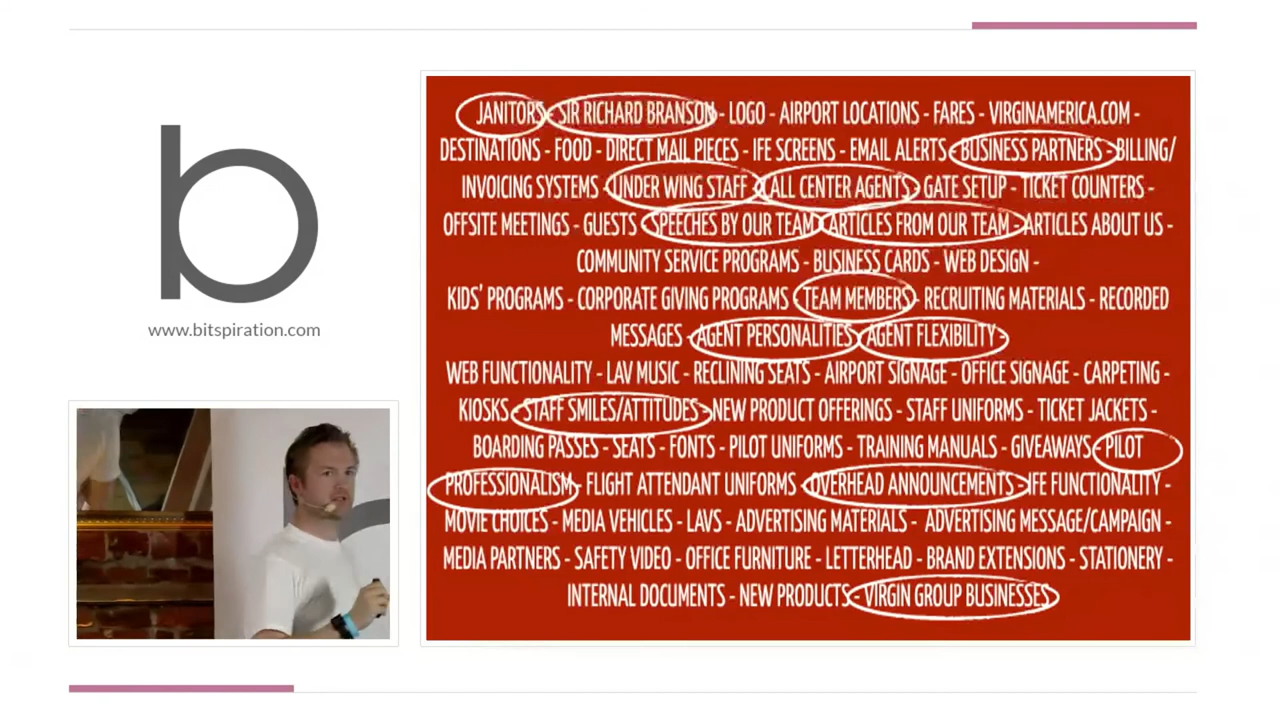 b
www.bitspiration.com
JANITORS - SIR RICHARD BRANSON - LOGO - AIRPORT LOCATIONS - FARES - VIRGINAMERICA.COM -
DESTINATIONS - FOOD - DIRECT MAIL PIECES - IFE SCREENS - EMAIL ALERTS - BUSINESS PARTNERS - BILLING/
INVOICING SYSTEMS - UNDER WING STAFF - CALL CENTER AGENTS - GATE SETUP - TICKET COUNTERS -
OFFSITE MEETINGS - GUESTS - SPEECHES BY OUR TEAM - ARTICLES FROM OUR TEAM - ARTICLES ABOUT US -
COMMUNITY SERVICE PROGRAMS - BUSINESS CARDS - WEB DESIGN -
KIDS' PROGRAMS - CORPORATE GIVING PROGRAMS - TEAM MEMBERS - RECRUITING MATERIALS - RECORDED
MESSAGES - AGENT PERSONALITIES - AGENT FLEXIBILITY -
WEB FUNCTIONALITY - LAV MUSIC - RECLINING SEATS - AIRPORT SIGNAGE - OFFICE SIGNAGE - CARPETING -
KIOSKS - STAFF SMILES/ATTITUDES - NEW PRODUCT OFFERINGS - STAFF UNIFORMS - TICKET JACKETS -
BOARDING PASSES - SEATS - FONTS - PILOT UNIFORMS - TRAINING MANUALS - GIVEAWAYS - PILOT
PROFESSIONALISM - FLIGHT ATTENDANT UNIFORMS - OVERHEAD ANNOUNCEMENTS - IFE FUNCTIONALITY -
MOVIE CHOICES - MEDIA VEHICLES - LAVS - ADVERTISING MATERIALS - ADVERTISING MESSAGE/CAMPAIGN -
MEDIA PARTNERS - SAFETY VIDEO - OFFICE FURNITURE - LETTERHEAD - BRAND EXTENSIONS - STATIONERY -
INTERNAL DOCUMENTS - NEW PRODUCTS - VIRGIN GROUP BUSINESSES